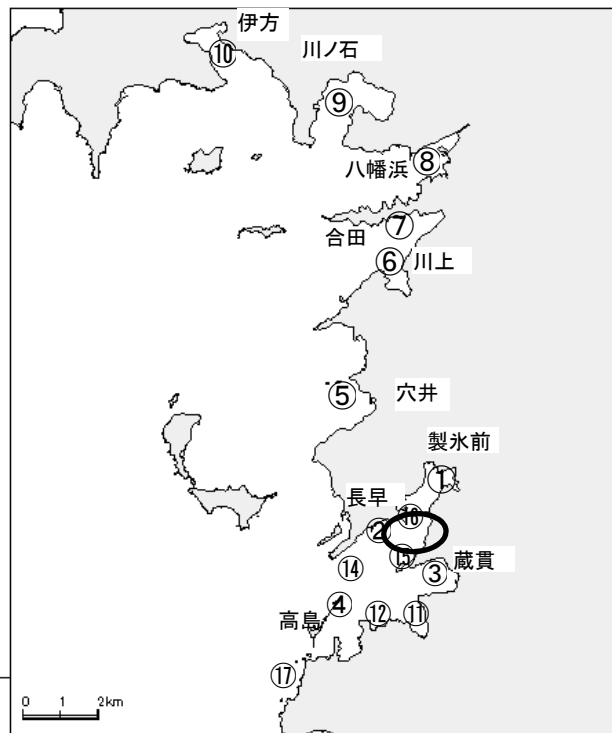 伊方
⑩
川ノ石
⑨
八幡浜
⑧
⑦
合田
⑥
川上
⑤
穴井
製氷前
①
長早
⑯
②
⑮
蔵貫
③
⑭
④
⑫
⑪
高島
⑰
0 1 2km